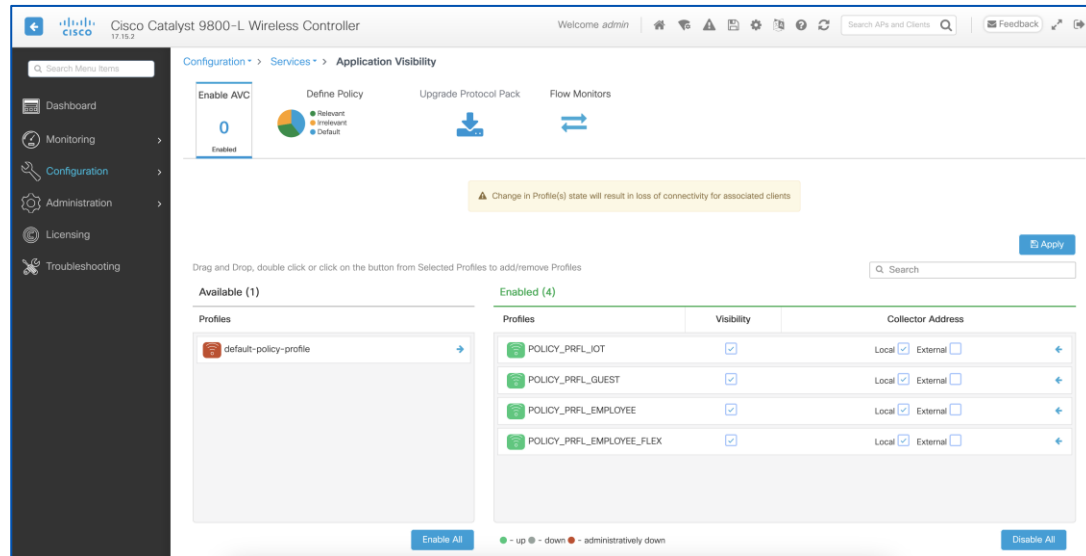 CISCO
Cisco Catalyst 9800-L Wireless Controller
17.15.2
Welcome admin
Search APs and Clients
Feedback
Search Menu Items
Dashboard
Monitoring
Configuration
Administration
Licensing
Troubleshooting
Configuration > Services > Application Visibility
Enable AVC
0
Enabled
Define Policy
Relevant
Irrelevant
Default
Upgrade Protocol Pack
Flow Monitors
Change in Profile(s) state will result in loss of connectivity for associated clients
Apply
Drag and Drop, double click or click on the button from Selected Profiles to add/remove Profiles
Search
Available (1)
Profiles
default-policy-profile
Enable All
Enabled (4)
Profiles Visibility Collector Address
POLICY_PRFL_IOT Local External
POLICY_PRFL_GUEST Local External
POLICY_PRFL_EMPLOYEE Local External
POLICY_PRFL_EMPLOYEE_FLEX Local External
- up - down - administratively down
Disable All